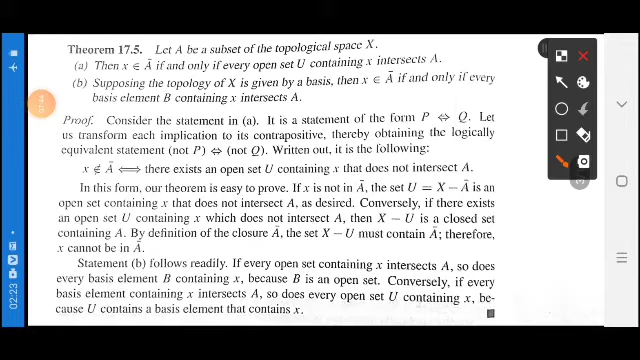 Theorem 17.5. Let A be a subset of the topological space X.
(a) Then x ∈ Ā if and only if every open set U containing x intersects A.
(b) Supposing the topology of X is given by a basis, then x ∈ Ā if and only if every
basis element B containing x intersects A.
Proof. Consider the statement in (a). It is a statement of the form P ⇔ Q. Let
us transform each implication to its contrapositive, thereby obtaining the logically
equivalent statement (not P) ⇔ (not Q). Written out, it is the following:
x ∉ Ā ⟺ there exists an open set U containing x that does not intersect A.
In this form, our theorem is easy to prove. If x is not in Ā, the set U = X − Ā is an
open set containing x that does not intersect A, as desired. Conversely, if there exists
an open set U containing x which does not intersect A, then X − U is a closed set
containing A. By definition of the closure Ā, the set X − U must contain Ā; therefore,
x cannot be in Ā.
Statement (b) follows readily. If every open set containing x intersects A, so does
every basis element B containing x, because B is an open set. Conversely, if every
basis element containing x intersects A, so does every open set U containing x, be-
cause U contains a basis element that contains x.
07:44
02:23